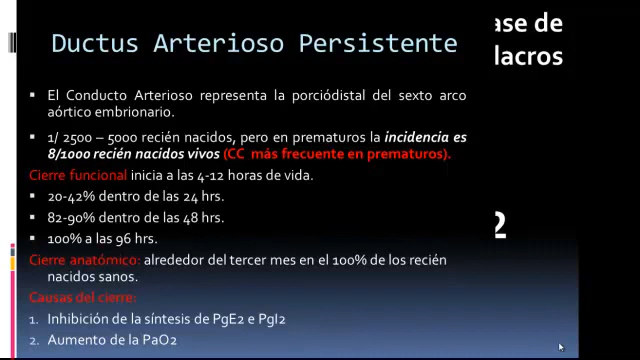 Ductus Arterioso Persistente
ase de
lacros
▪ El Conducto Arterioso representa la porciódistal del sexto arco
aórtico embrionario.
▪ 1/ 2500 – 5000 recién nacidos, pero en prematuros la incidencia es
8/1000 recién nacidos vivos (CC más frecuente en prematuros).
Cierre funcional inicia a las 4-12 horas de vida.
▪ 20-42% dentro de las 24 hrs.
▪ 82-90% dentro de las 48 hrs.
▪ 100% a las 96 hrs.
2
Cierre anatómico: alrededor del tercer mes en el 100% de los recién
nacidos sanos.
Causas del cierre:
1. Inhibición de la síntesis de PgE2 e PgI2
2. Aumento de la PaO2